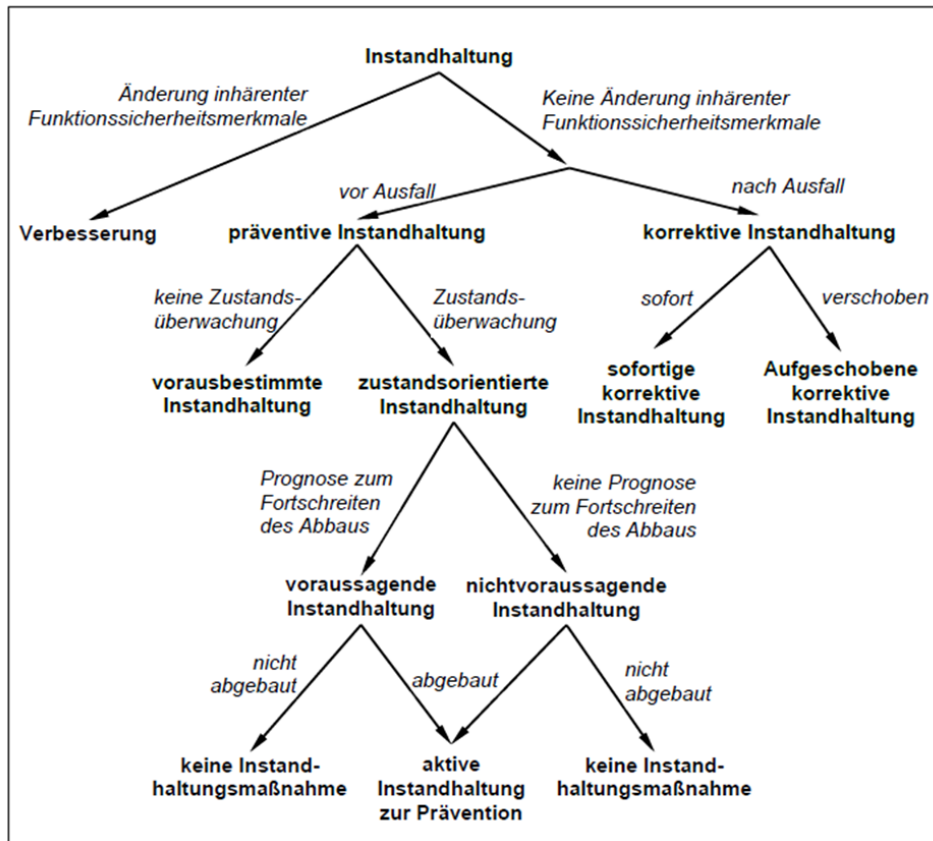 Instandhaltung
Änderung inhärenter
Funktionssicherheitsmerkmale
Keine Änderung inhärenter
Funktionssicherheitsmerkmale
vor Ausfall
nach Ausfall
Verbesserung
präventive Instandhaltung
korrektive Instandhaltung
keine Zustands-
überwachung
Zustands-
überwachung
sofort
verschoben
vorausbestimmte
Instandhaltung
zustandsorientierte
Instandhaltung
sofortige
korrektive
Instandhaltung
Aufgeschobene
korrektive
Instandhaltung
Prognose zum
Fortschreiten
des Abbaus
keine Prognose
zum Fortschreiten
des Abbaus
voraussagende
Instandhaltung
nichtvoraussagende
Instandhaltung
nicht
abgebaut
abgebaut
nicht
abgebaut
keine Instand-
haltungsmaßnahme
aktive
Instandhaltung
zur Prävention
keine Instand-
haltungsmaßnahme